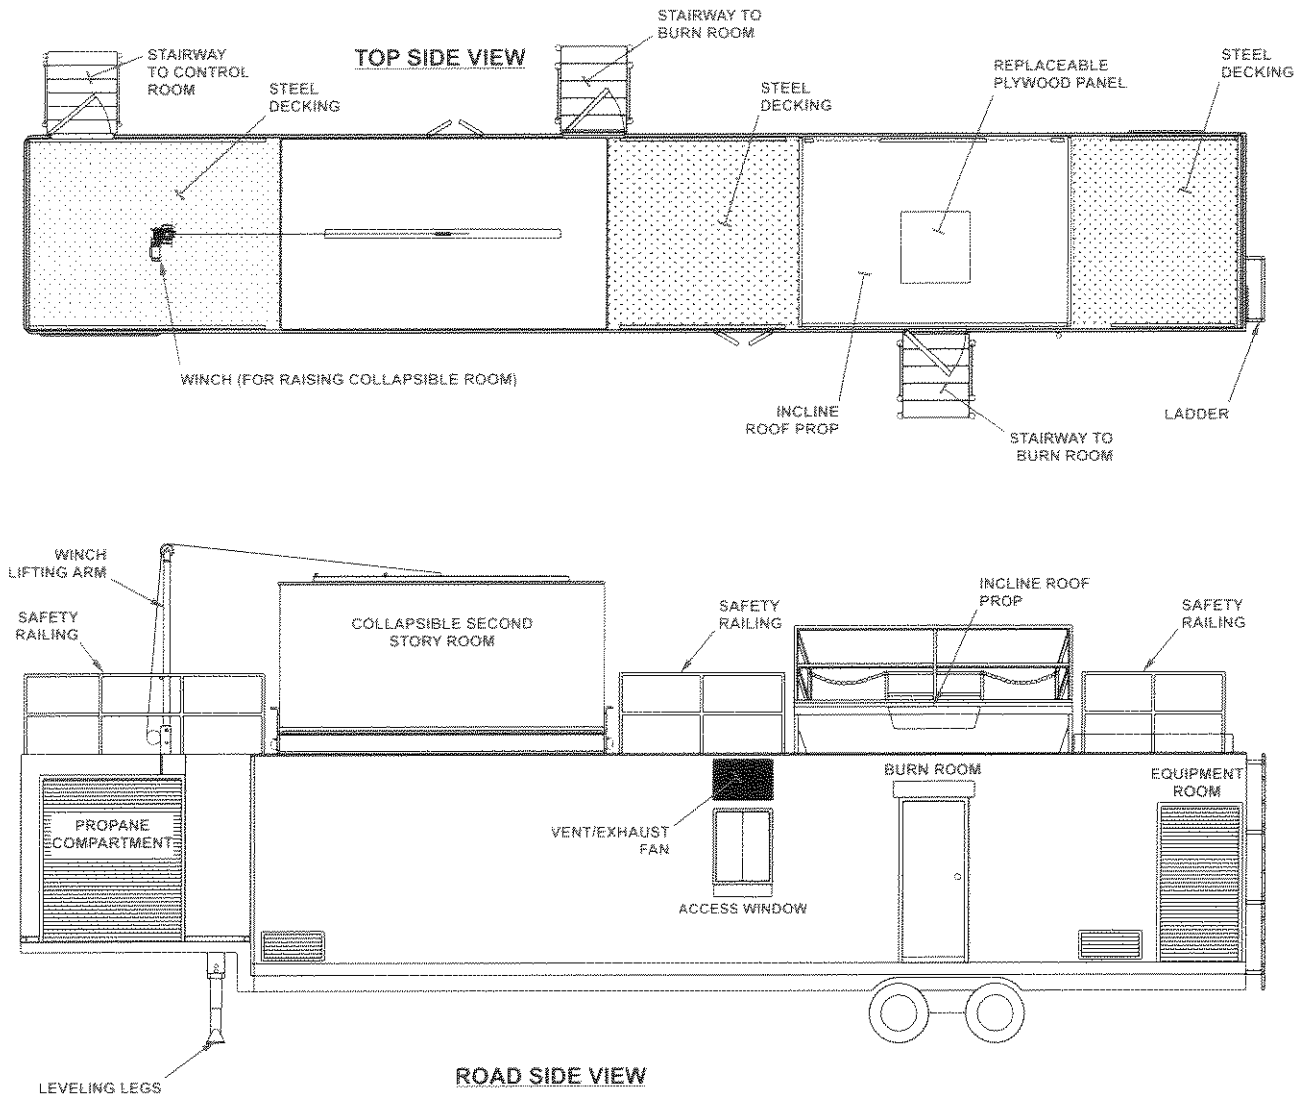 STAIRWAY TO
BURN ROOM
TOP SIDE VIEW
STAIRWAY
TO CONTROL
ROOM
STEEL
DECKING
STEEL
DECKING
REPLACEABLE
PLYWOOD PANEL
STEEL
DECKING
WINCH (FOR RAISING COLLAPSIBLE ROOM)
INCLINE
ROOF PROP
STAIRWAY TO
BURN ROOM
LADDER
WINCH
LIFTING ARM
SAFETY
RAILING
COLLAPSIBLE SECOND
STORY ROOM
SAFETY
RAILING
INCLINE ROOF
PROP
SAFETY
RAILING
PROPANE
COMPARTMENT
VENT/EXHAUST
FAN
ACCESS WINDOW
BURN ROOM
EQUIPMENT
ROOM
LEVELING LEGS
ROAD SIDE VIEW